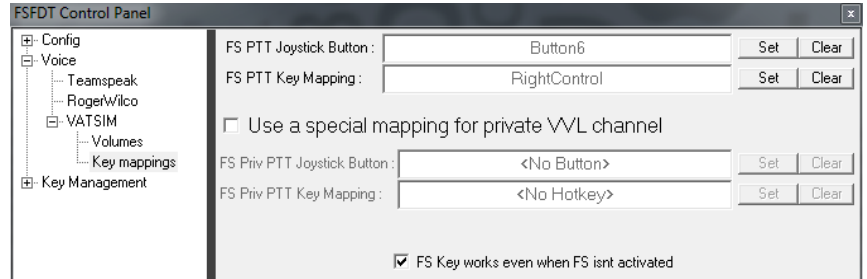 FSFDT Control Panel x
Config
Voice
Teamspeak
RogerWilco
VATSIM
Volumes
Key mappings
Key Management
FS PTT Joystick Button : Button6 Set Clear
FS PTT Key Mapping : RightControl Set Clear
Use a special mapping for private VVL channel
FS Priv PTT Joystick Button : <No Button> Set Clear
FS Priv PTT Key Mapping : <No Hotkey> Set Clear
FS Key works even when FS isnt activated